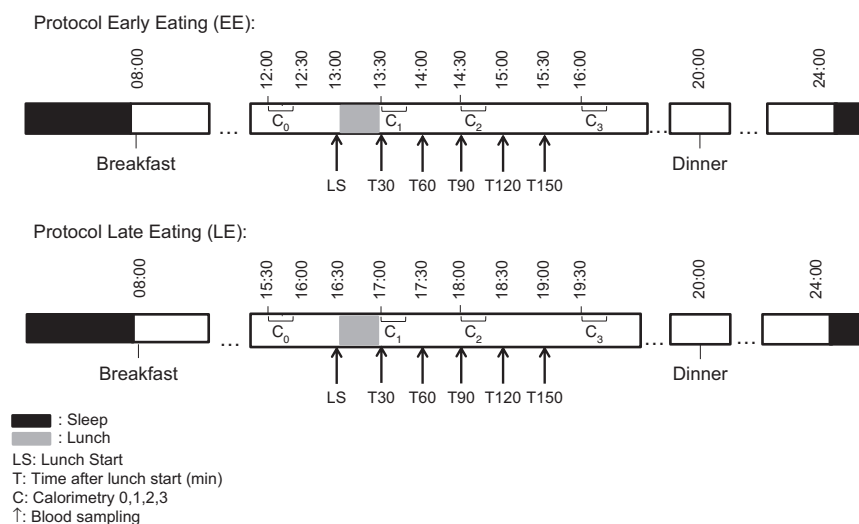 Protocol Early Eating (EE):
08:00 12:00 12:30 13:00 13:30 14:00 14:30 15:00 15:30 16:00 20:00 24:00
... C₀ C₁ C₂ C₃ ... ...
Breakfast Dinner
LS T30 T60 T90 T120 T150
Protocol Late Eating (LE):
08:00 15:30 16:00 16:30 17:00 17:30 18:00 18:30 19:00 19:30 20:00 24:00
... C₀ C₁ C₂ C₃ ... ...
Breakfast Dinner
LS T30 T60 T90 T120 T150
: Sleep
: Lunch
LS: Lunch Start
T: Time after lunch start (min)
C: Calorimetry 0,1,2,3
↑: Blood sampling